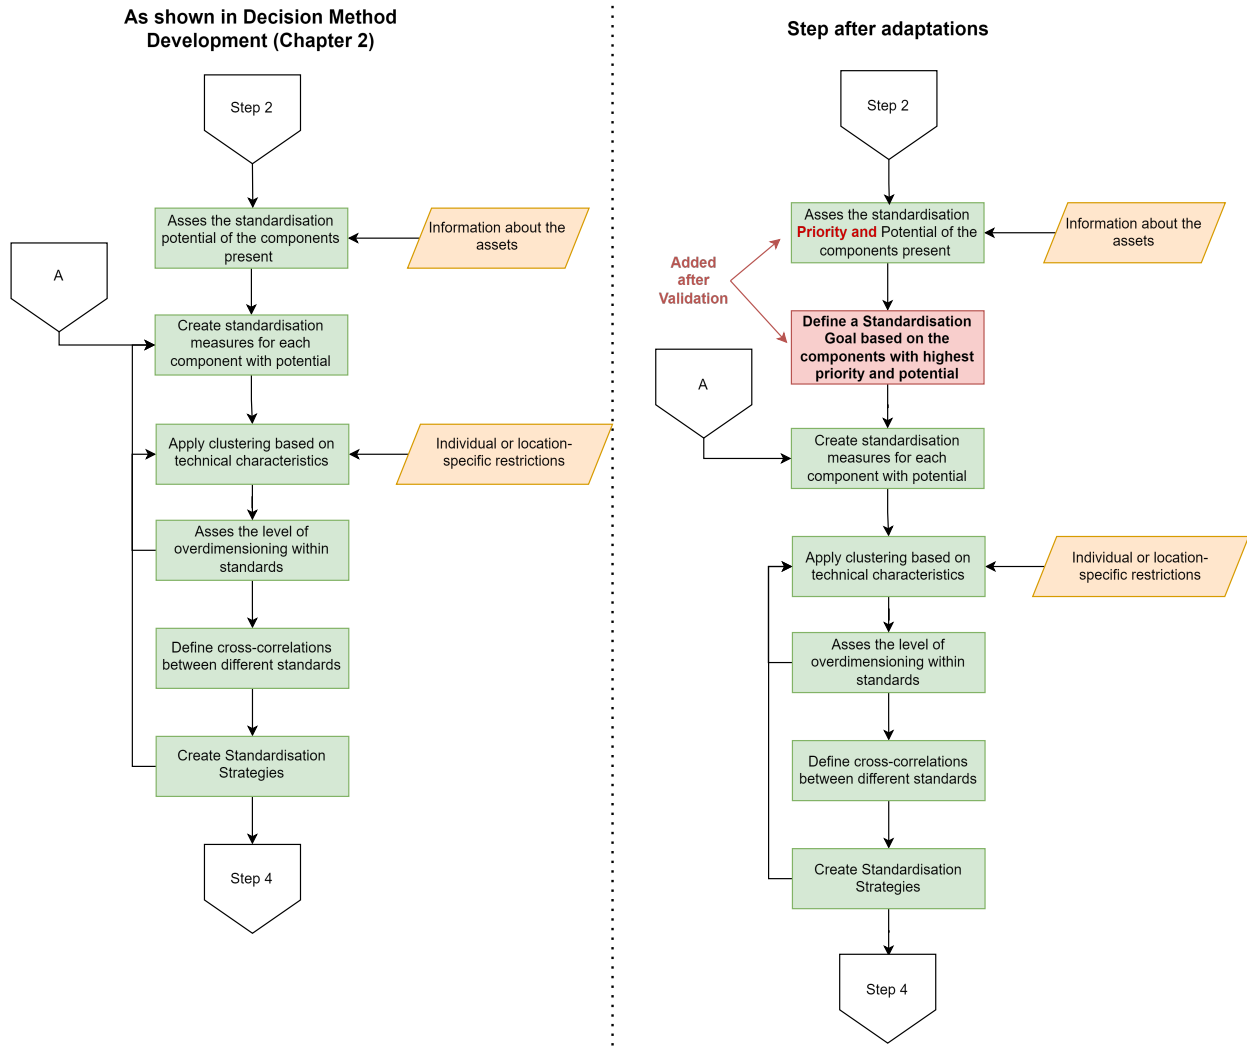 As shown in Decision Method
Development (Chapter 2)
Step 2
Asses the standardisation
potential of the components
present
Information about the
assets
A
Create standardisation
measures for each
component with potential
Apply clustering based on
technical characteristics
Individual or location-
specific restrictions
Asses the level of
overdimensioning within
standards
Define cross-correlations
between different standards
Create Standardisation
Strategies
Step 4
Step after adaptations
Step 2
Asses the standardisation
Priority and Potential of the
components present
Information about the
assets
Added
after
Validation
Define a Standardisation
Goal based on the
components with highest
priority and potential
A
Create standardisation
measures for each
component with potential
Apply clustering based on
technical characteristics
Individual or location-
specific restrictions
Asses the level of
overdimensioning within
standards
Define cross-correlations
between different standards
Create Standardisation
Strategies
Step 4